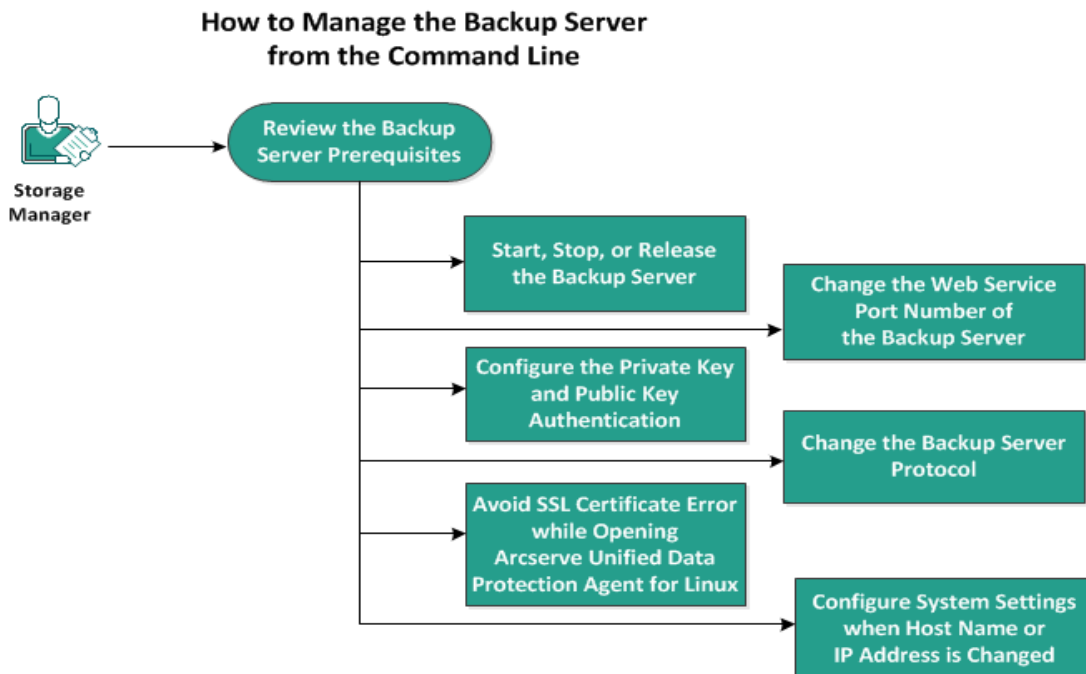 How to Manage the Backup Server
from the Command Line
Storage
Manager
Review the Backup
Server Prerequisites
Start, Stop, or Release
the Backup Server
Change the Web Service
Port Number of
the Backup Server
Configure the Private Key
and Public Key
Authentication
Change the Backup Server
Protocol
Avoid SSL Certificate Error
while Opening
Arcserve Unified Data
Protection Agent for Linux
Configure System Settings
when Host Name or
IP Address is Changed